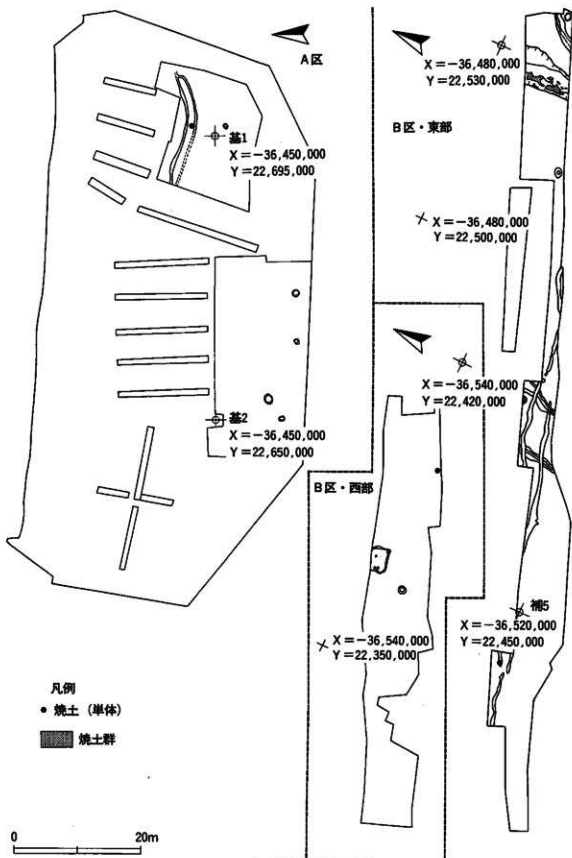 A区
基1
X=-36,450,000
Y=22,695,000
基2
X=-36,450,000
Y=22,650,000
B区・東部
X=-36,480,000
Y=22,530,000
X=-36,480,000
Y=22,500,000
X=-36,540,000
Y=22,420,000
B区・西部
X=-36,540,000
Y=22,350,000
補5
X=-36,520,000
Y=22,450,000
凡例
● 焼土 (単体)
焼土群
0 20m